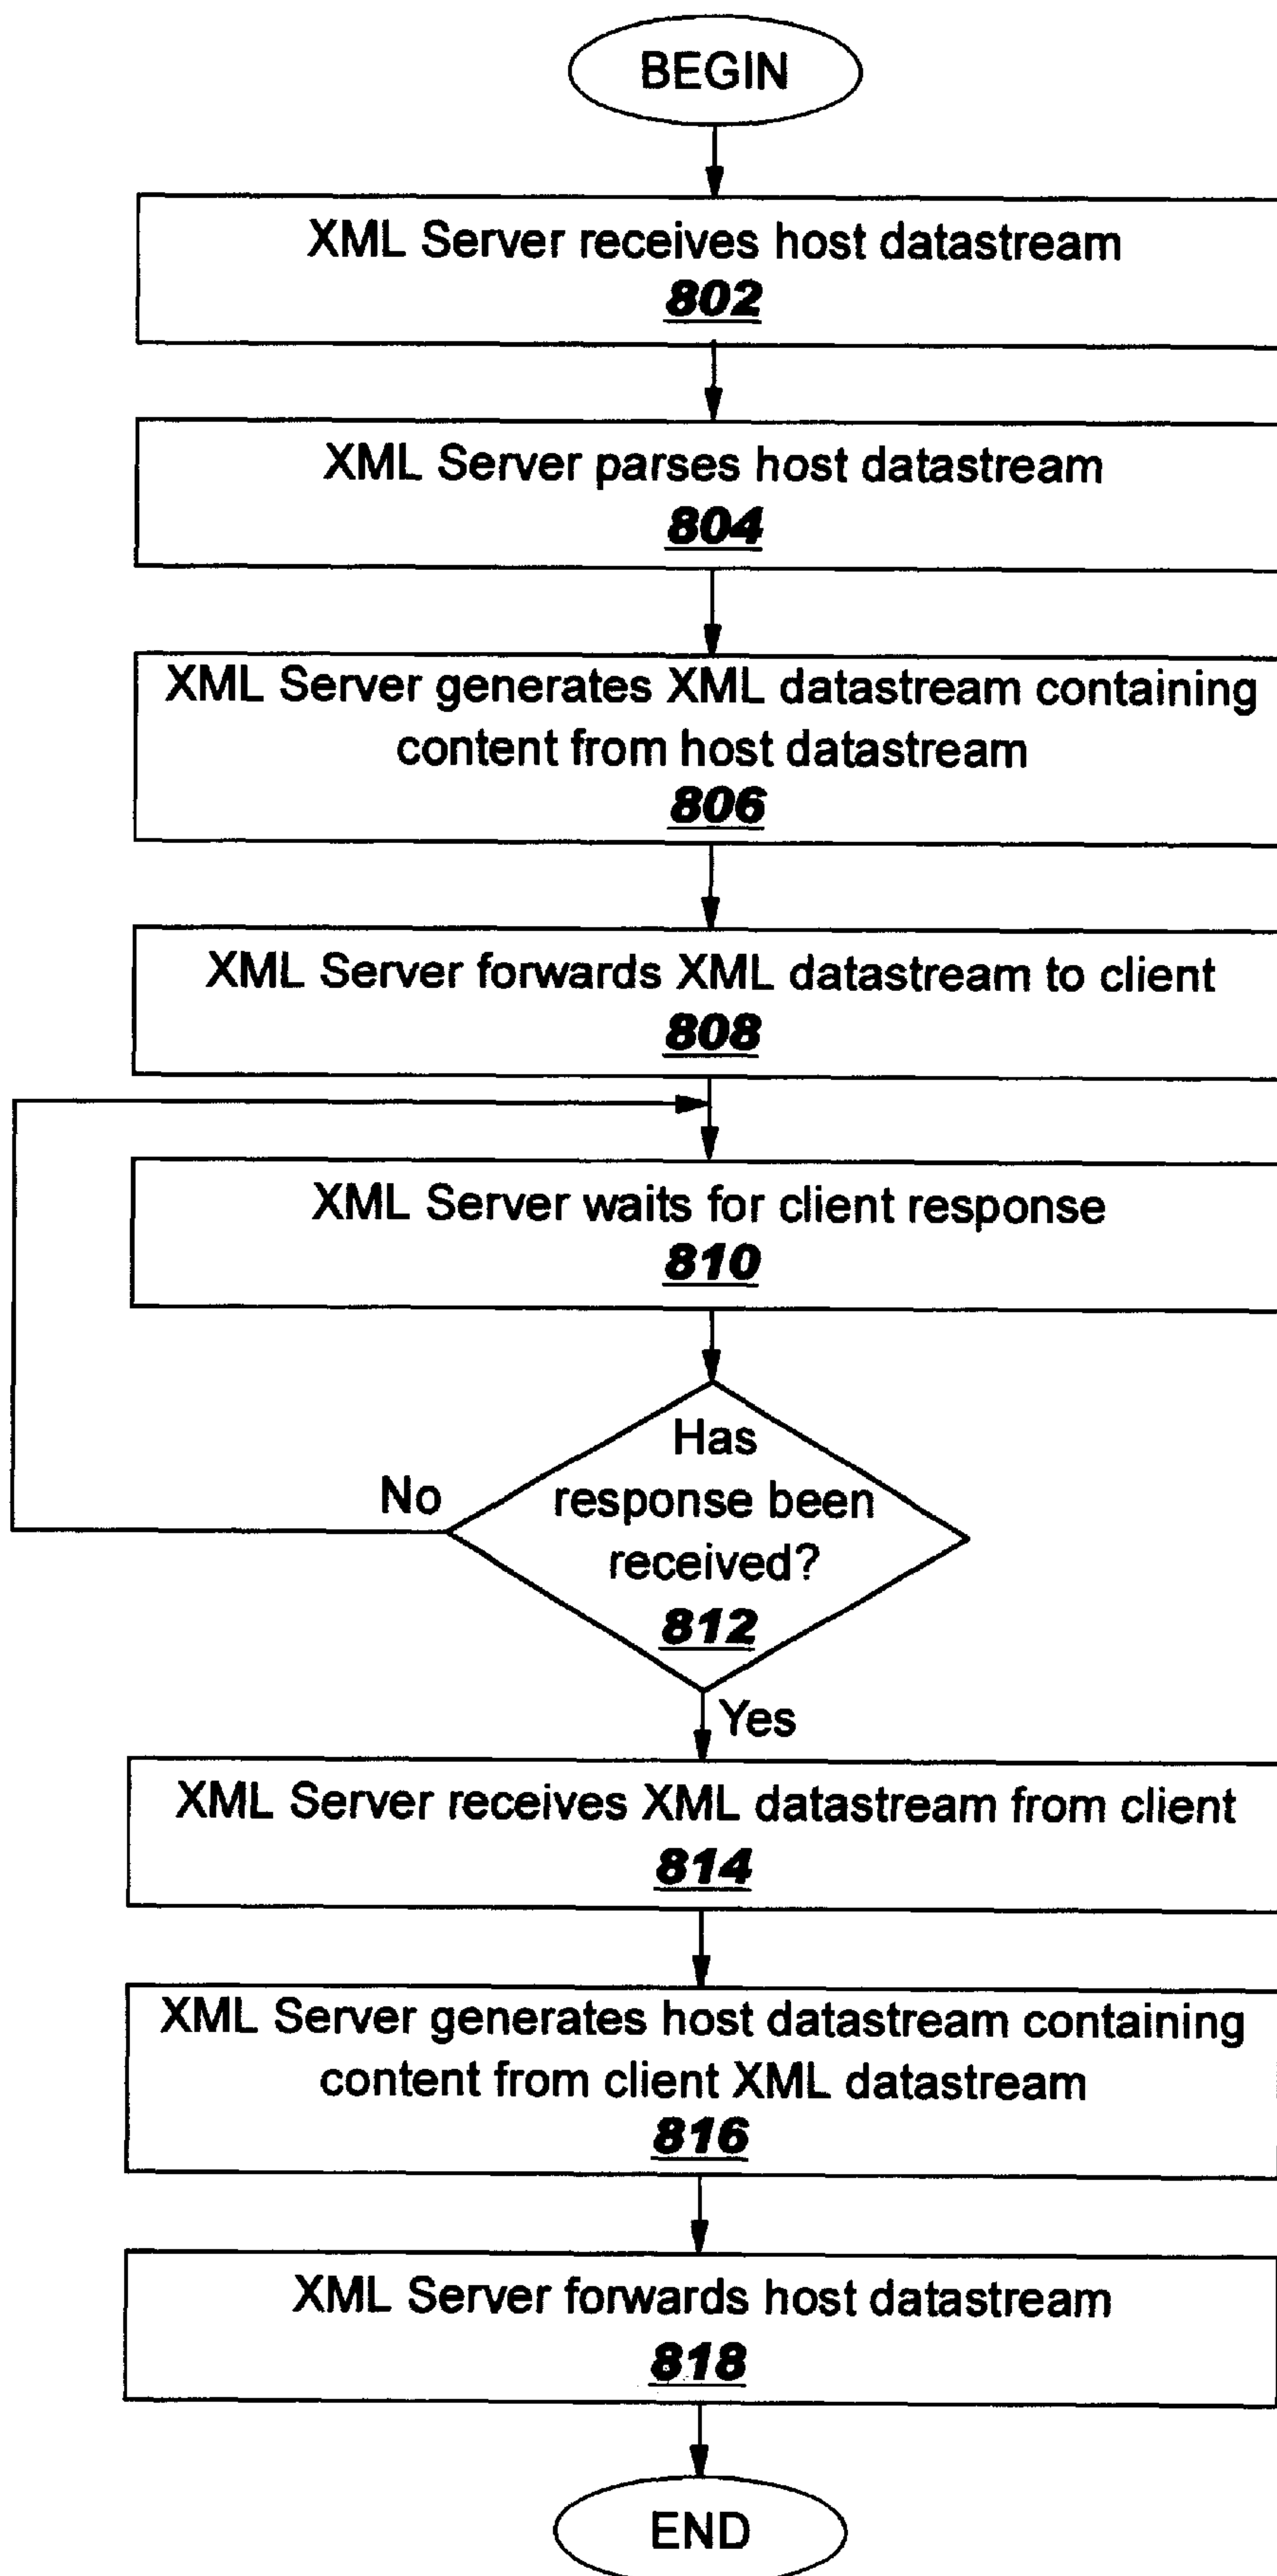 BEGIN
XML Server receives host datastream
802
XML Server parses host datastream
804
XML Server generates XML datastream containing
content from host datastream
806
XML Server forwards XML datastream to client
808
XML Server waits for client response
810
Has
response been
received?
812
No
Yes
XML Server receives XML datastream from client
814
XML Server generates host datastream containing
content from client XML datastream
816
XML Server forwards host datastream
818
END